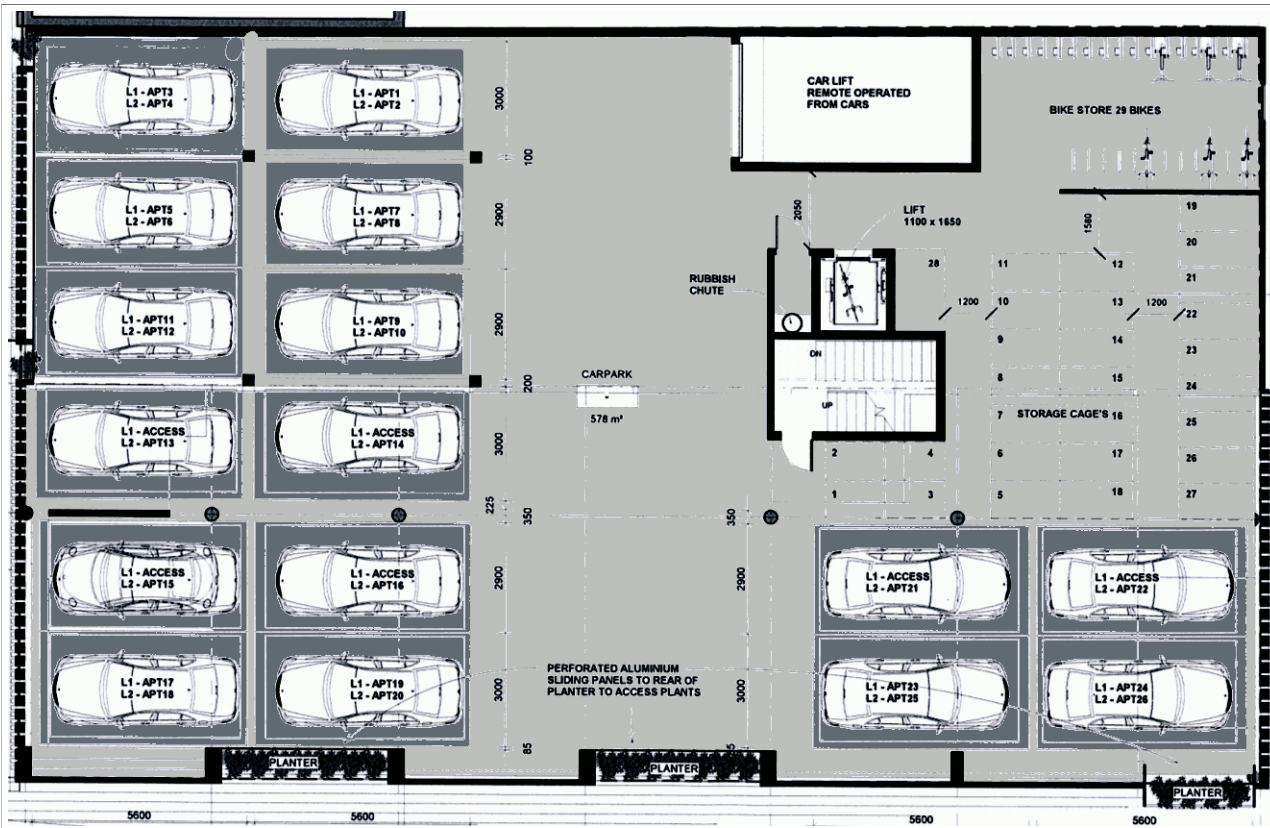 L1 - APT3
L2 - APT4
L1 - APT1
L2 - APT2
3000
CAR LIFT
REMOTE OPERATED
FROM CARS
BIKE STORE 29 BIKES
100
L1 - APT5
L2 - APT6
L1 - APT7
L2 - APT8
2900
2050
LIFT
1100 x 1650
1580
19
20
21
22
23
24
25
26
27
RUBBISH
CHUTE
28
11
12
10
13
1200
1200
9
14
8
15
7
STORAGE CAGE'S
16
6
17
5
18
L1 - APT11
L2 - APT12
L1 - APT9
L2 - APT10
2900
DN
UP
CARPARK
578 m²
200
L1 - ACCESS
L2 - APT13
L1 - ACCESS
L2 - APT14
3000
2
4
1
3
225
350
350
L1 - ACCESS
L2 - APT15
L1 - ACCESS
L2 - APT16
2900
2900
L1 - ACCESS
L2 - APT21
L1 - ACCESS
L2 - APT22
L1 - APT17
L2 - APT18
L1 - APT19
L2 - APT20
3000
PERFORATED ALUMINIUM
SLIDING PANELS TO REAR OF
PLANTER TO ACCESS PLANTS
3000
L1 - APT23
L2 - APT25
L1 - APT24
L2 - APT26
85
PLANTER
PLANTER
PLANTER
5600
5600
5600